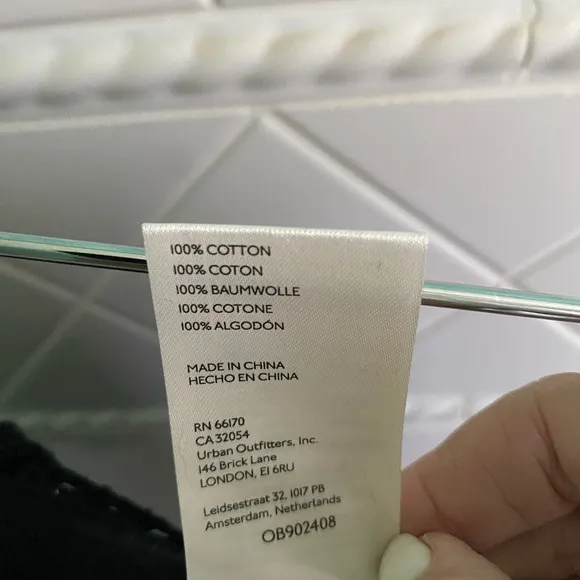 100% COTTON
100% COTON
100% BAUMWOLLE
100% COTONE
100% ALGODÓN
MADE IN CHINA
HECHO EN CHINA
RN 66170
CA 32054
Urban Outfitters, Inc.
146 Brick Lane
LONDON, E1 6RU
Leidsestraat 32, 1017 PB
Amsterdam, Netherlands
OB902408